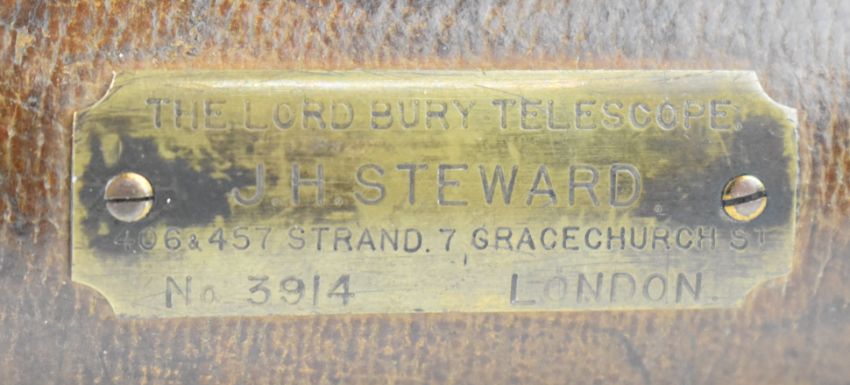 THE LORD BURY TELESCOPE.
J.H. STEWARD.
406 & 457 STRAND. 7 GRACECHURCH ST
No 3914 LONDON.